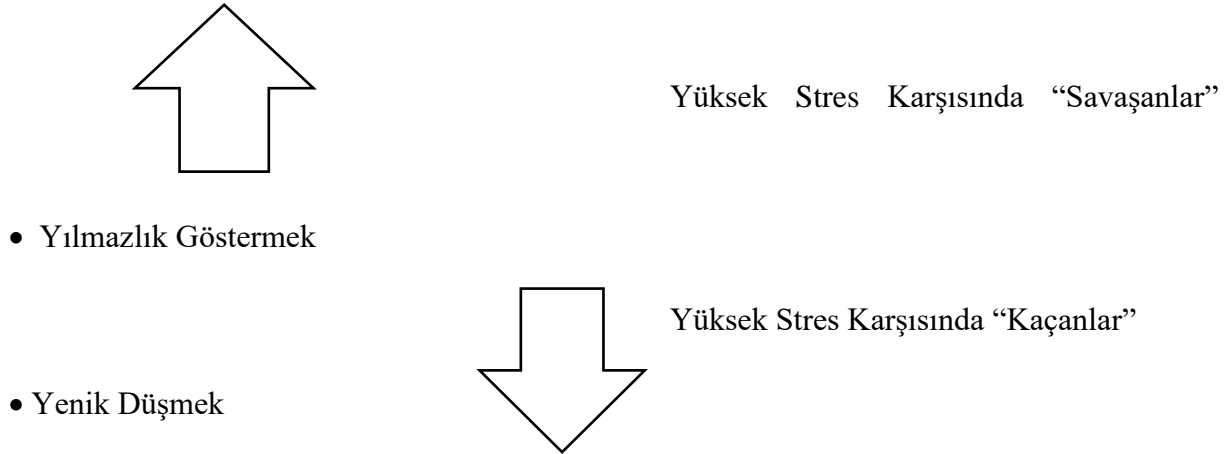 Yüksek Stres Karşısında “Savaşanlar”
• Yılmazlık Göstermek
Yüksek Stres Karşısında “Kaçanlar”
• Yenik Düşmek